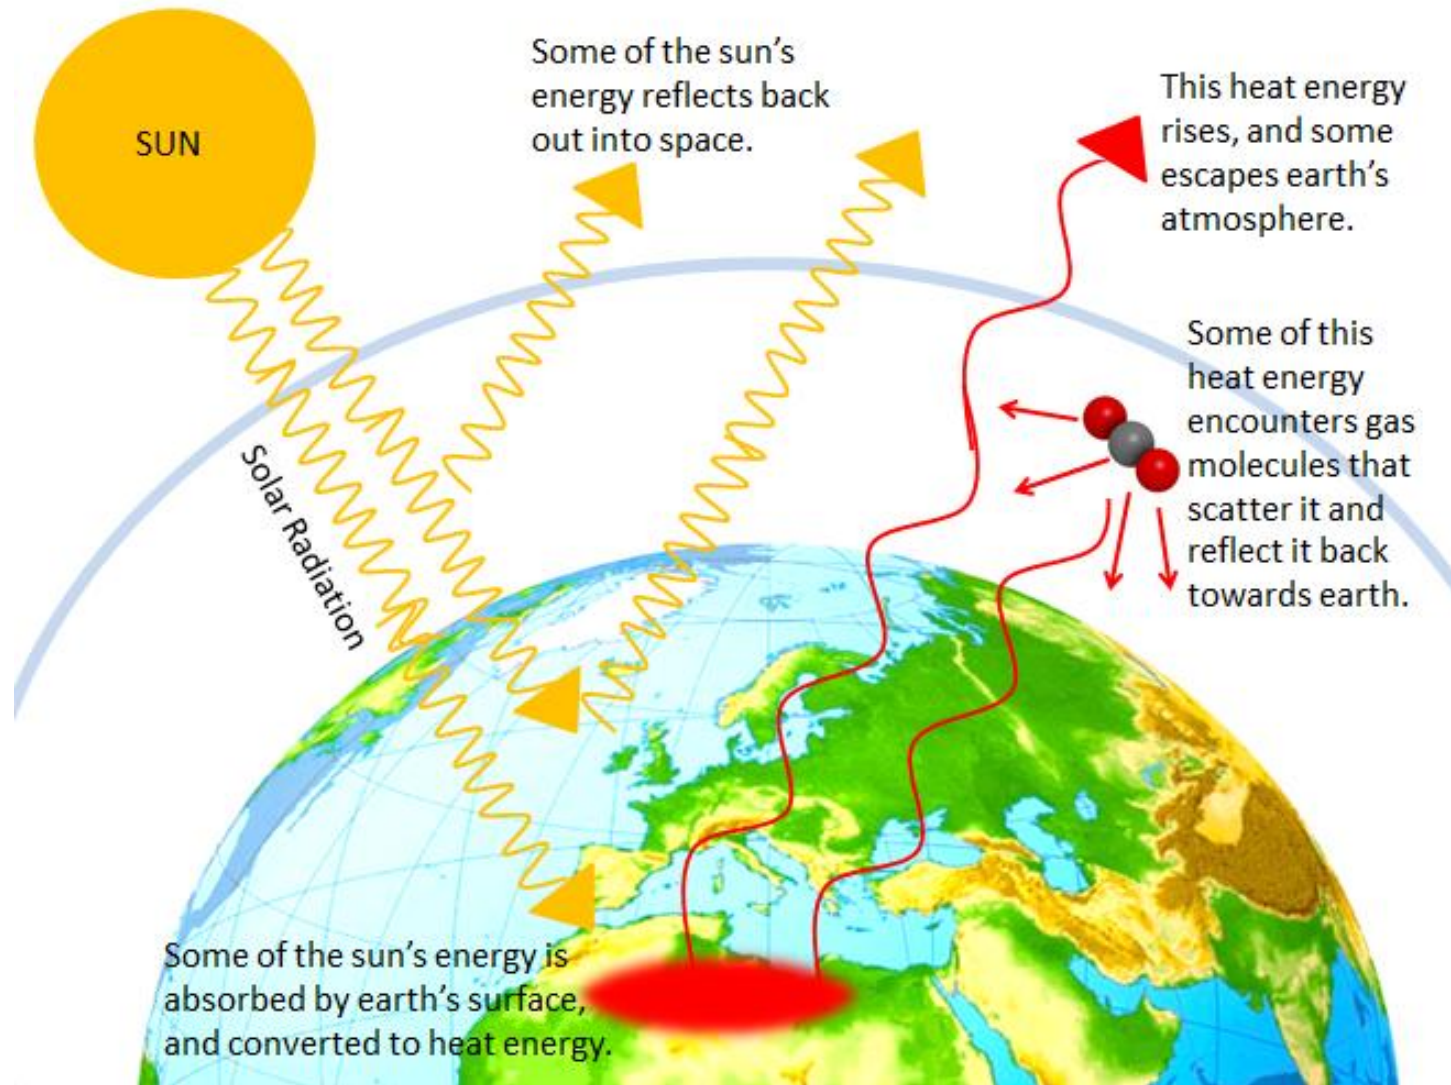 SUN
Some of the sun's
energy reflects back
out into space.
This heat energy
rises, and some
escapes earth's
atmosphere.
Some of this
heat energy
encounters gas
molecules that
scatter it and
reflect it back
towards earth.
Solar Radiation
Some of the sun's energy is
absorbed by earth's surface,
and converted to heat energy.